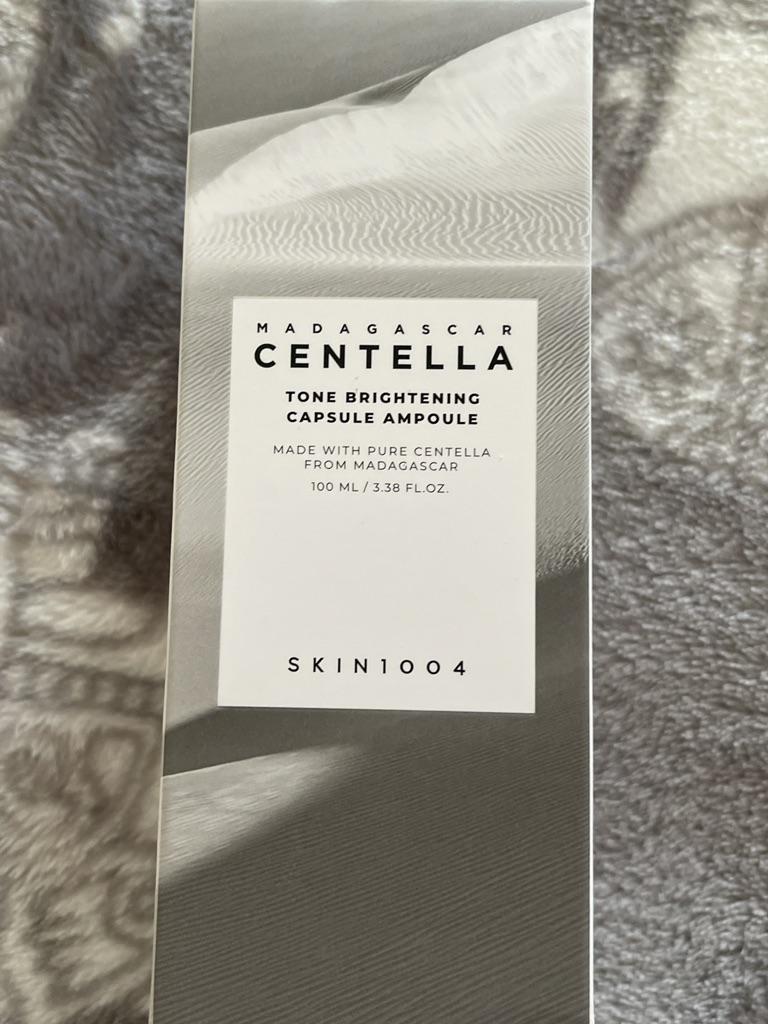 MADAGASCAR
CENTELLA
TONE BRIGHTENING
CAPSULE AMPOULE
MADE WITH PURE CENTELLA
FROM MADAGASCAR
100 ML / 3.38 FL.OZ.
SKIN1004